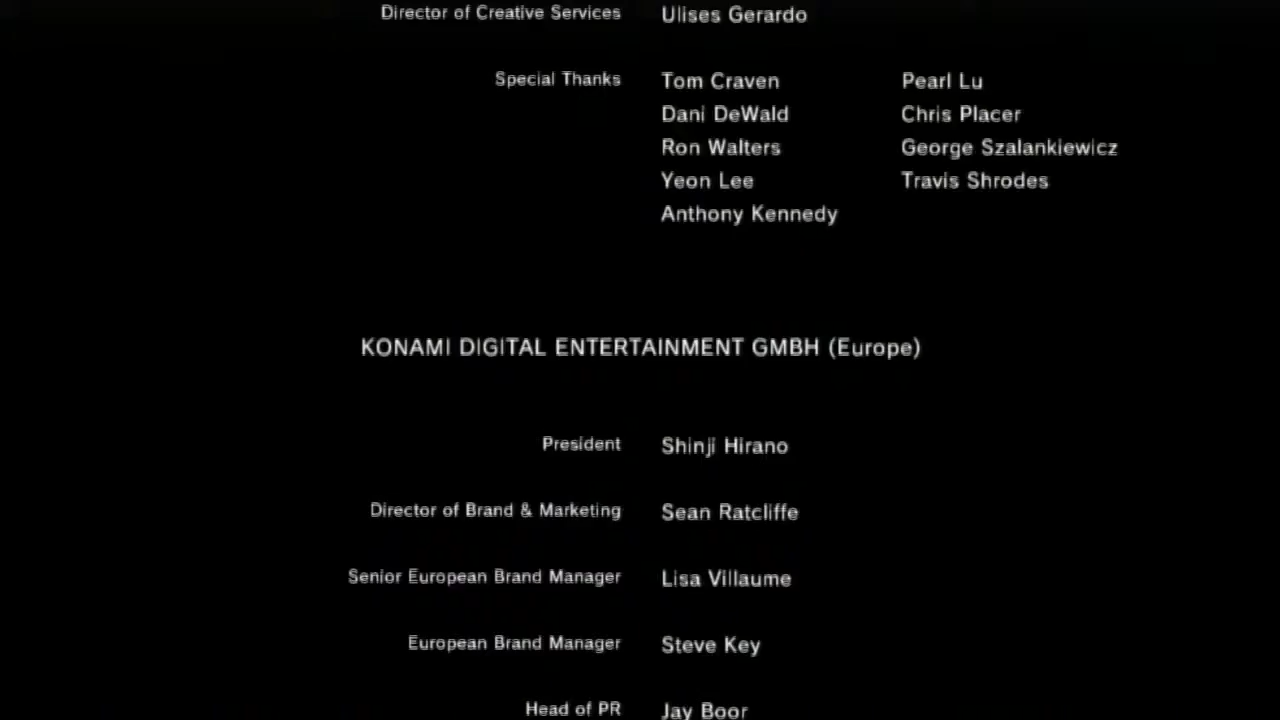 Director of Creative Services Ulises Gerardo
Special Thanks Tom Craven Pearl Lu
Dani DeWald Chris Placer
Ron Walters George Szalankiewicz
Yeon Lee Travis Shrodes
Anthony Kennedy
KONAMI DIGITAL ENTERTAINMENT GMBH (Europe)
President Shinji Hirano
Director of Brand & Marketing Sean Ratcliffe
Senior European Brand Manager Lisa Villaume
European Brand Manager Steve Key
Head of PR Jay Boor